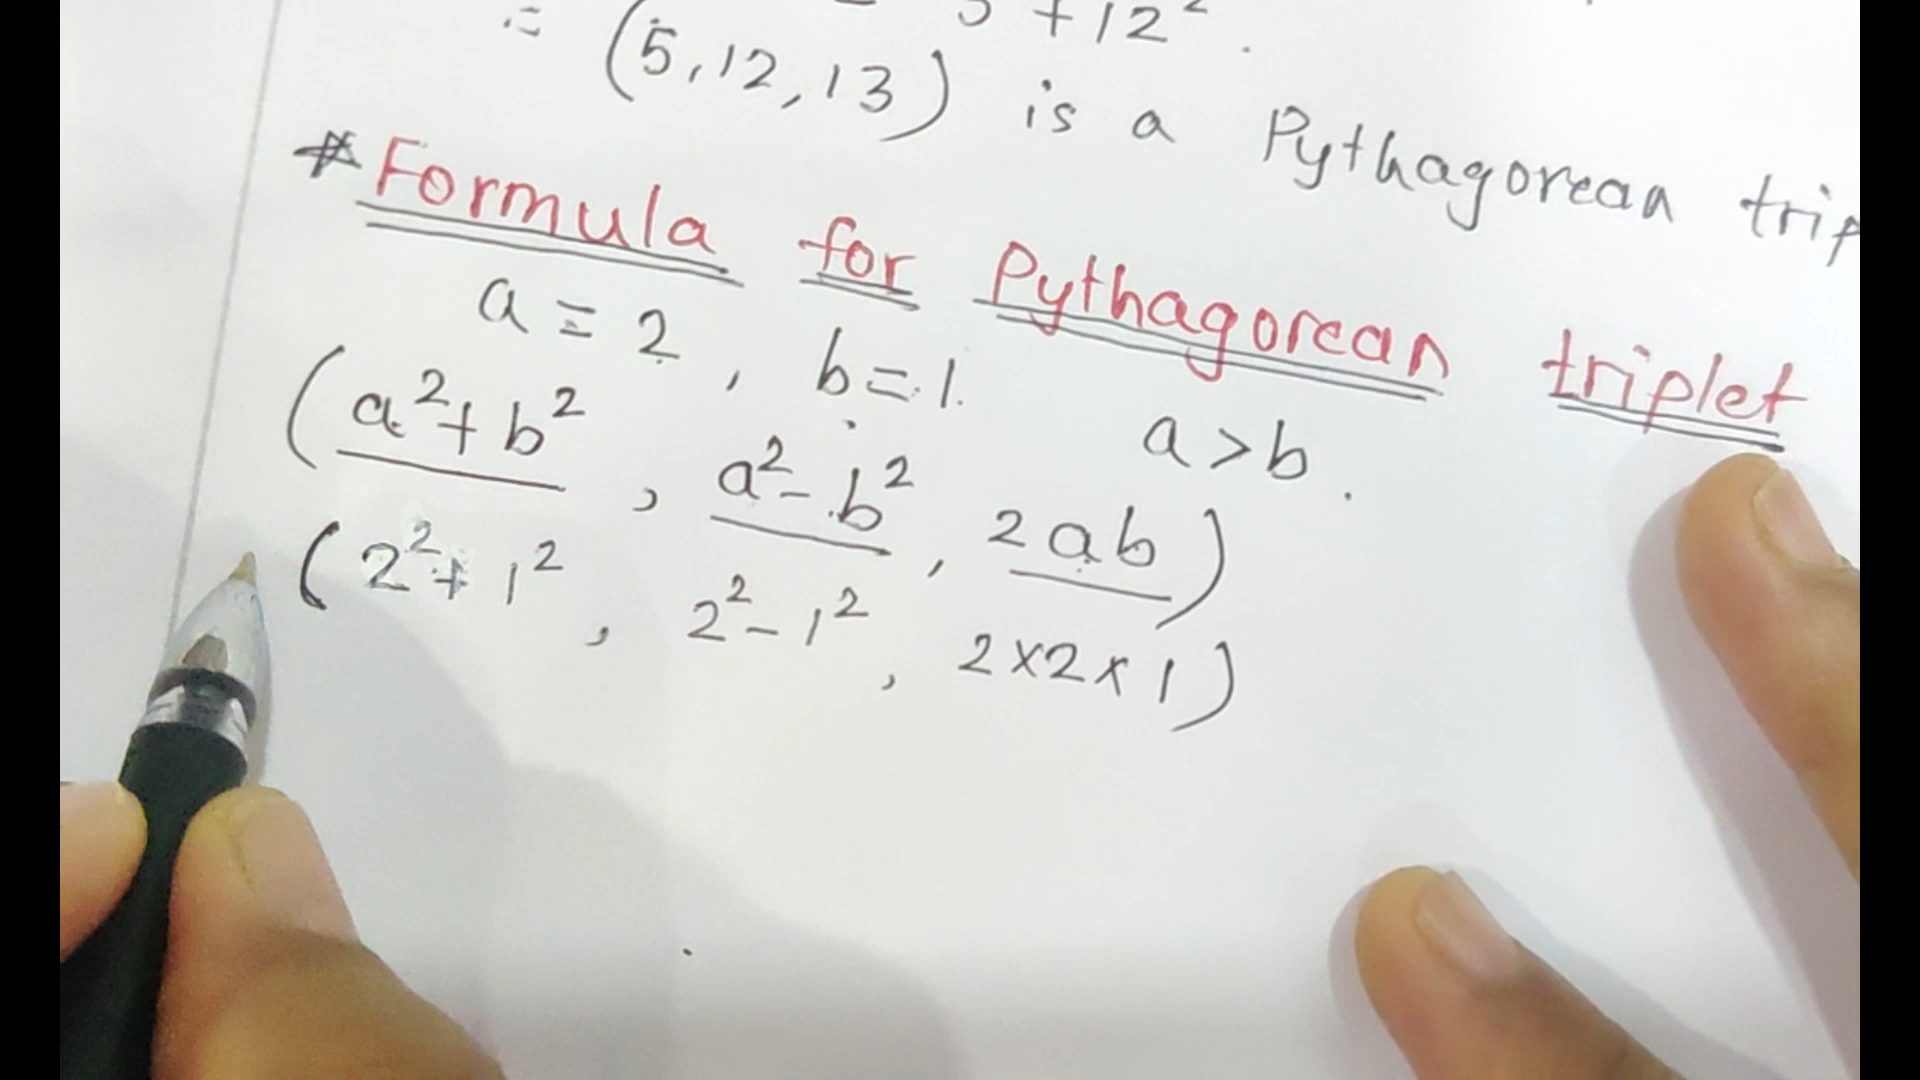 + 12².
= (5,12,13) is a Pythagorean
* Formula for Pythagorean triplet
a = 2, b = 1. a > b.
(a² + b², a² - b², 2ab)
(2² + 1², 2² - 1², 2×2×1)